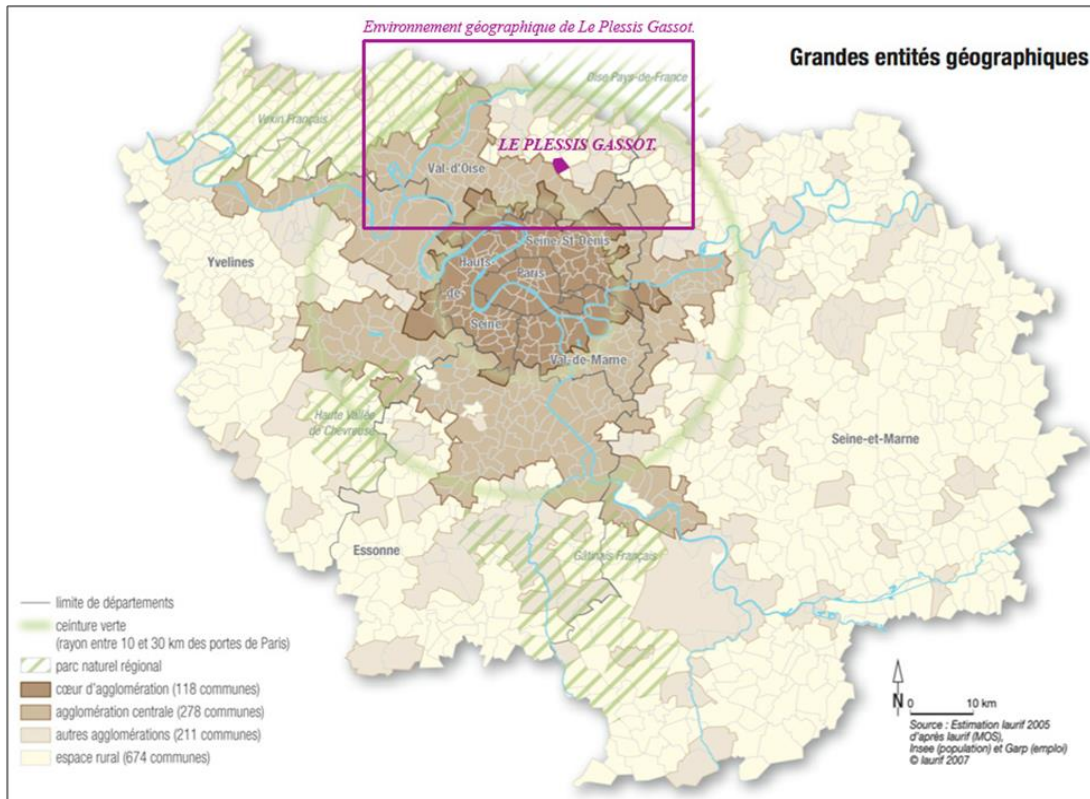 Environnement géographique de Le Plessis Gassot.
Grandes entités géographiques
Oise Pays-de-France
Vexin Français
LE PLESSIS GASSOT.
Val-d'Oise
Seine-St-Denis
Yvelines
Hauts-
Paris
-de-
Seine
Val-de-Marne
Haute Vallée
de Chevreuse
Seine-et-Marne
Essonne
Gâtinais Français
limite de départements
ceinture verte
(rayon entre 10 et 30 km des portes de Paris)
parc naturel régional
cœur d'agglomération (118 communes)
agglomération centrale (278 communes)
autres agglomérations (211 communes)
espace rural (674 communes)
N
0 10 km
Source : Estimation Iaurif 2005
d'après Iaurif (MOS),
Insee (population) et Garp (emploi)
© Iaurif 2007